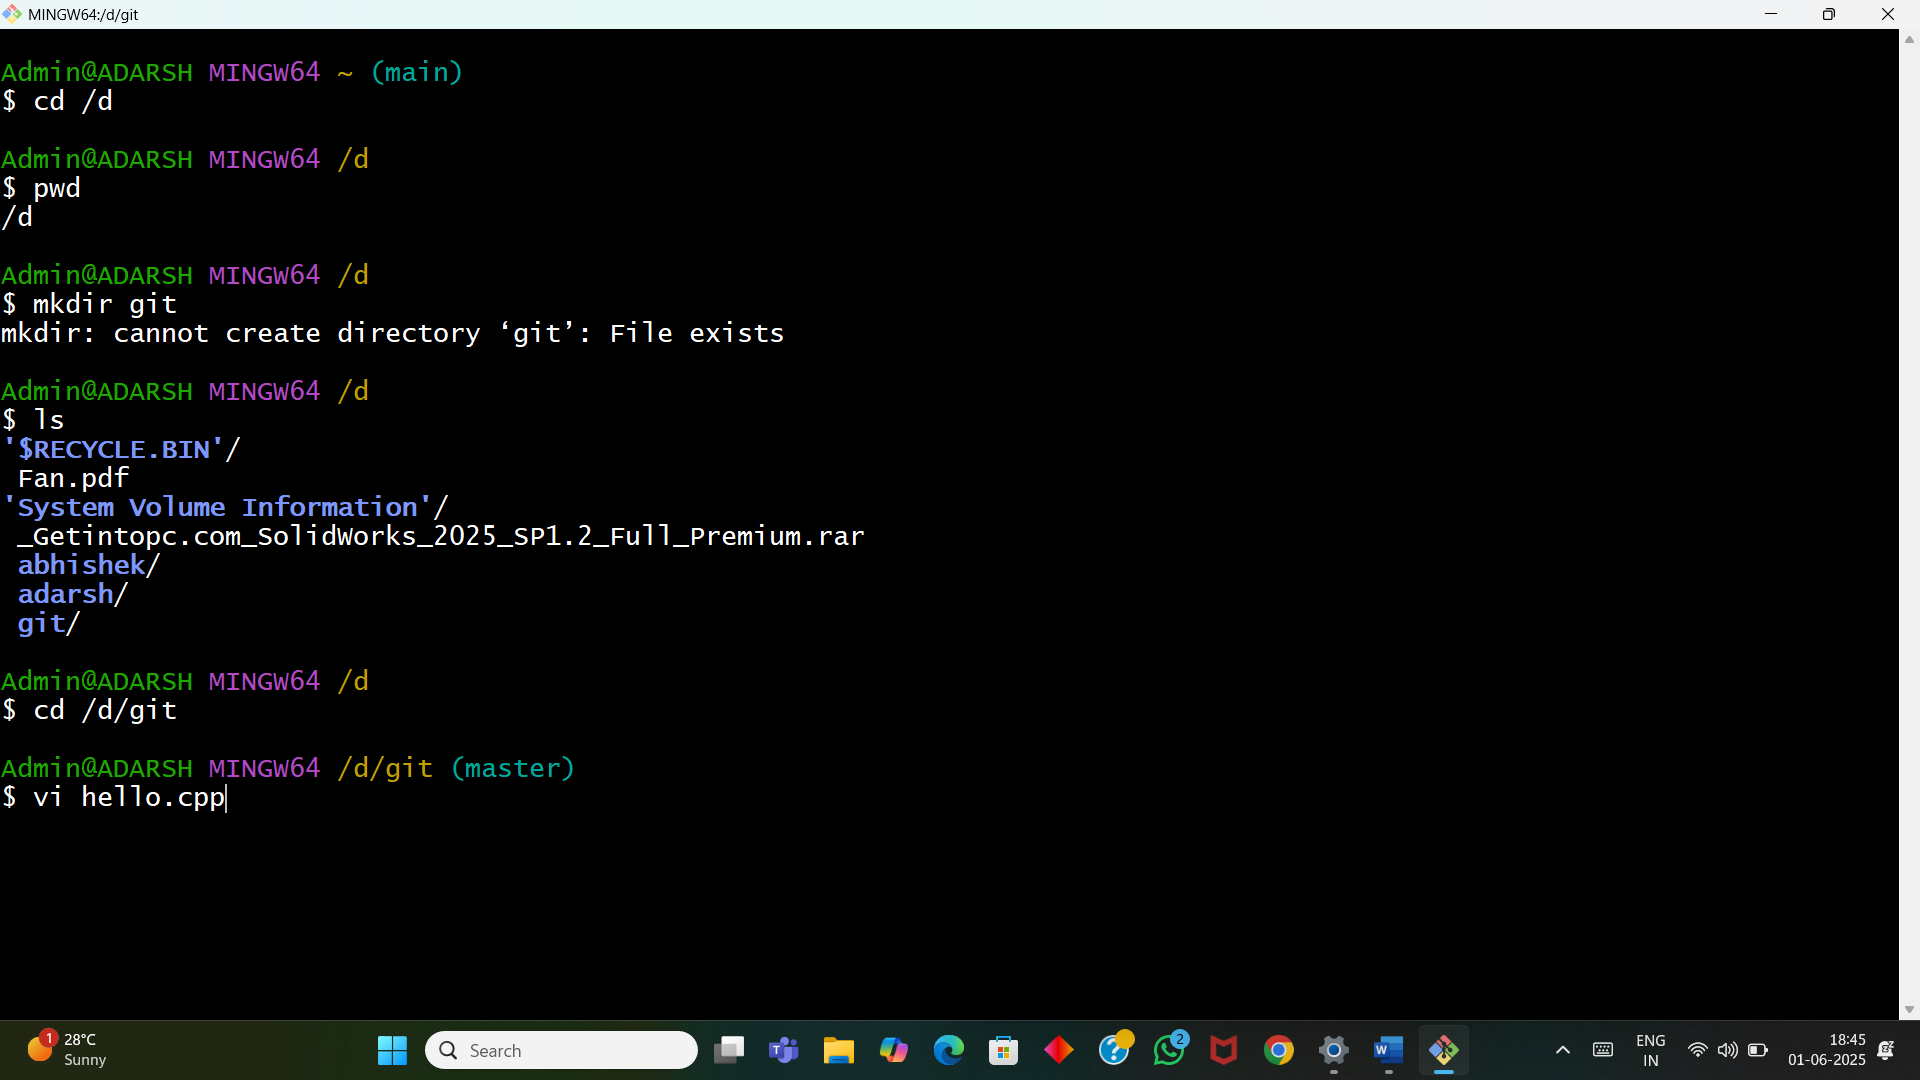 MINGW64:/d/git
Admin@ADARSH MINGW64 ~ (main)
$ cd /d
Admin@ADARSH MINGW64 /d
$ pwd
/d
Admin@ADARSH MINGW64 /d
$ mkdir git
mkdir: cannot create directory ‘git’: File exists
Admin@ADARSH MINGW64 /d
$ ls
'$RECYCLE.BIN'/
Fan.pdf
'System Volume Information'/
_Getintopc.com_SolidWorks_2025_SP1.2_Full_Premium.rar
abhishek/
adarsh/
git/
Admin@ADARSH MINGW64 /d
$ cd /d/git
Admin@ADARSH MINGW64 /d/git (master)
$ vi hello.cpp
1
28°C
Sunny
Search
T
2
W
ENG
IN
18:45
01-06-2025